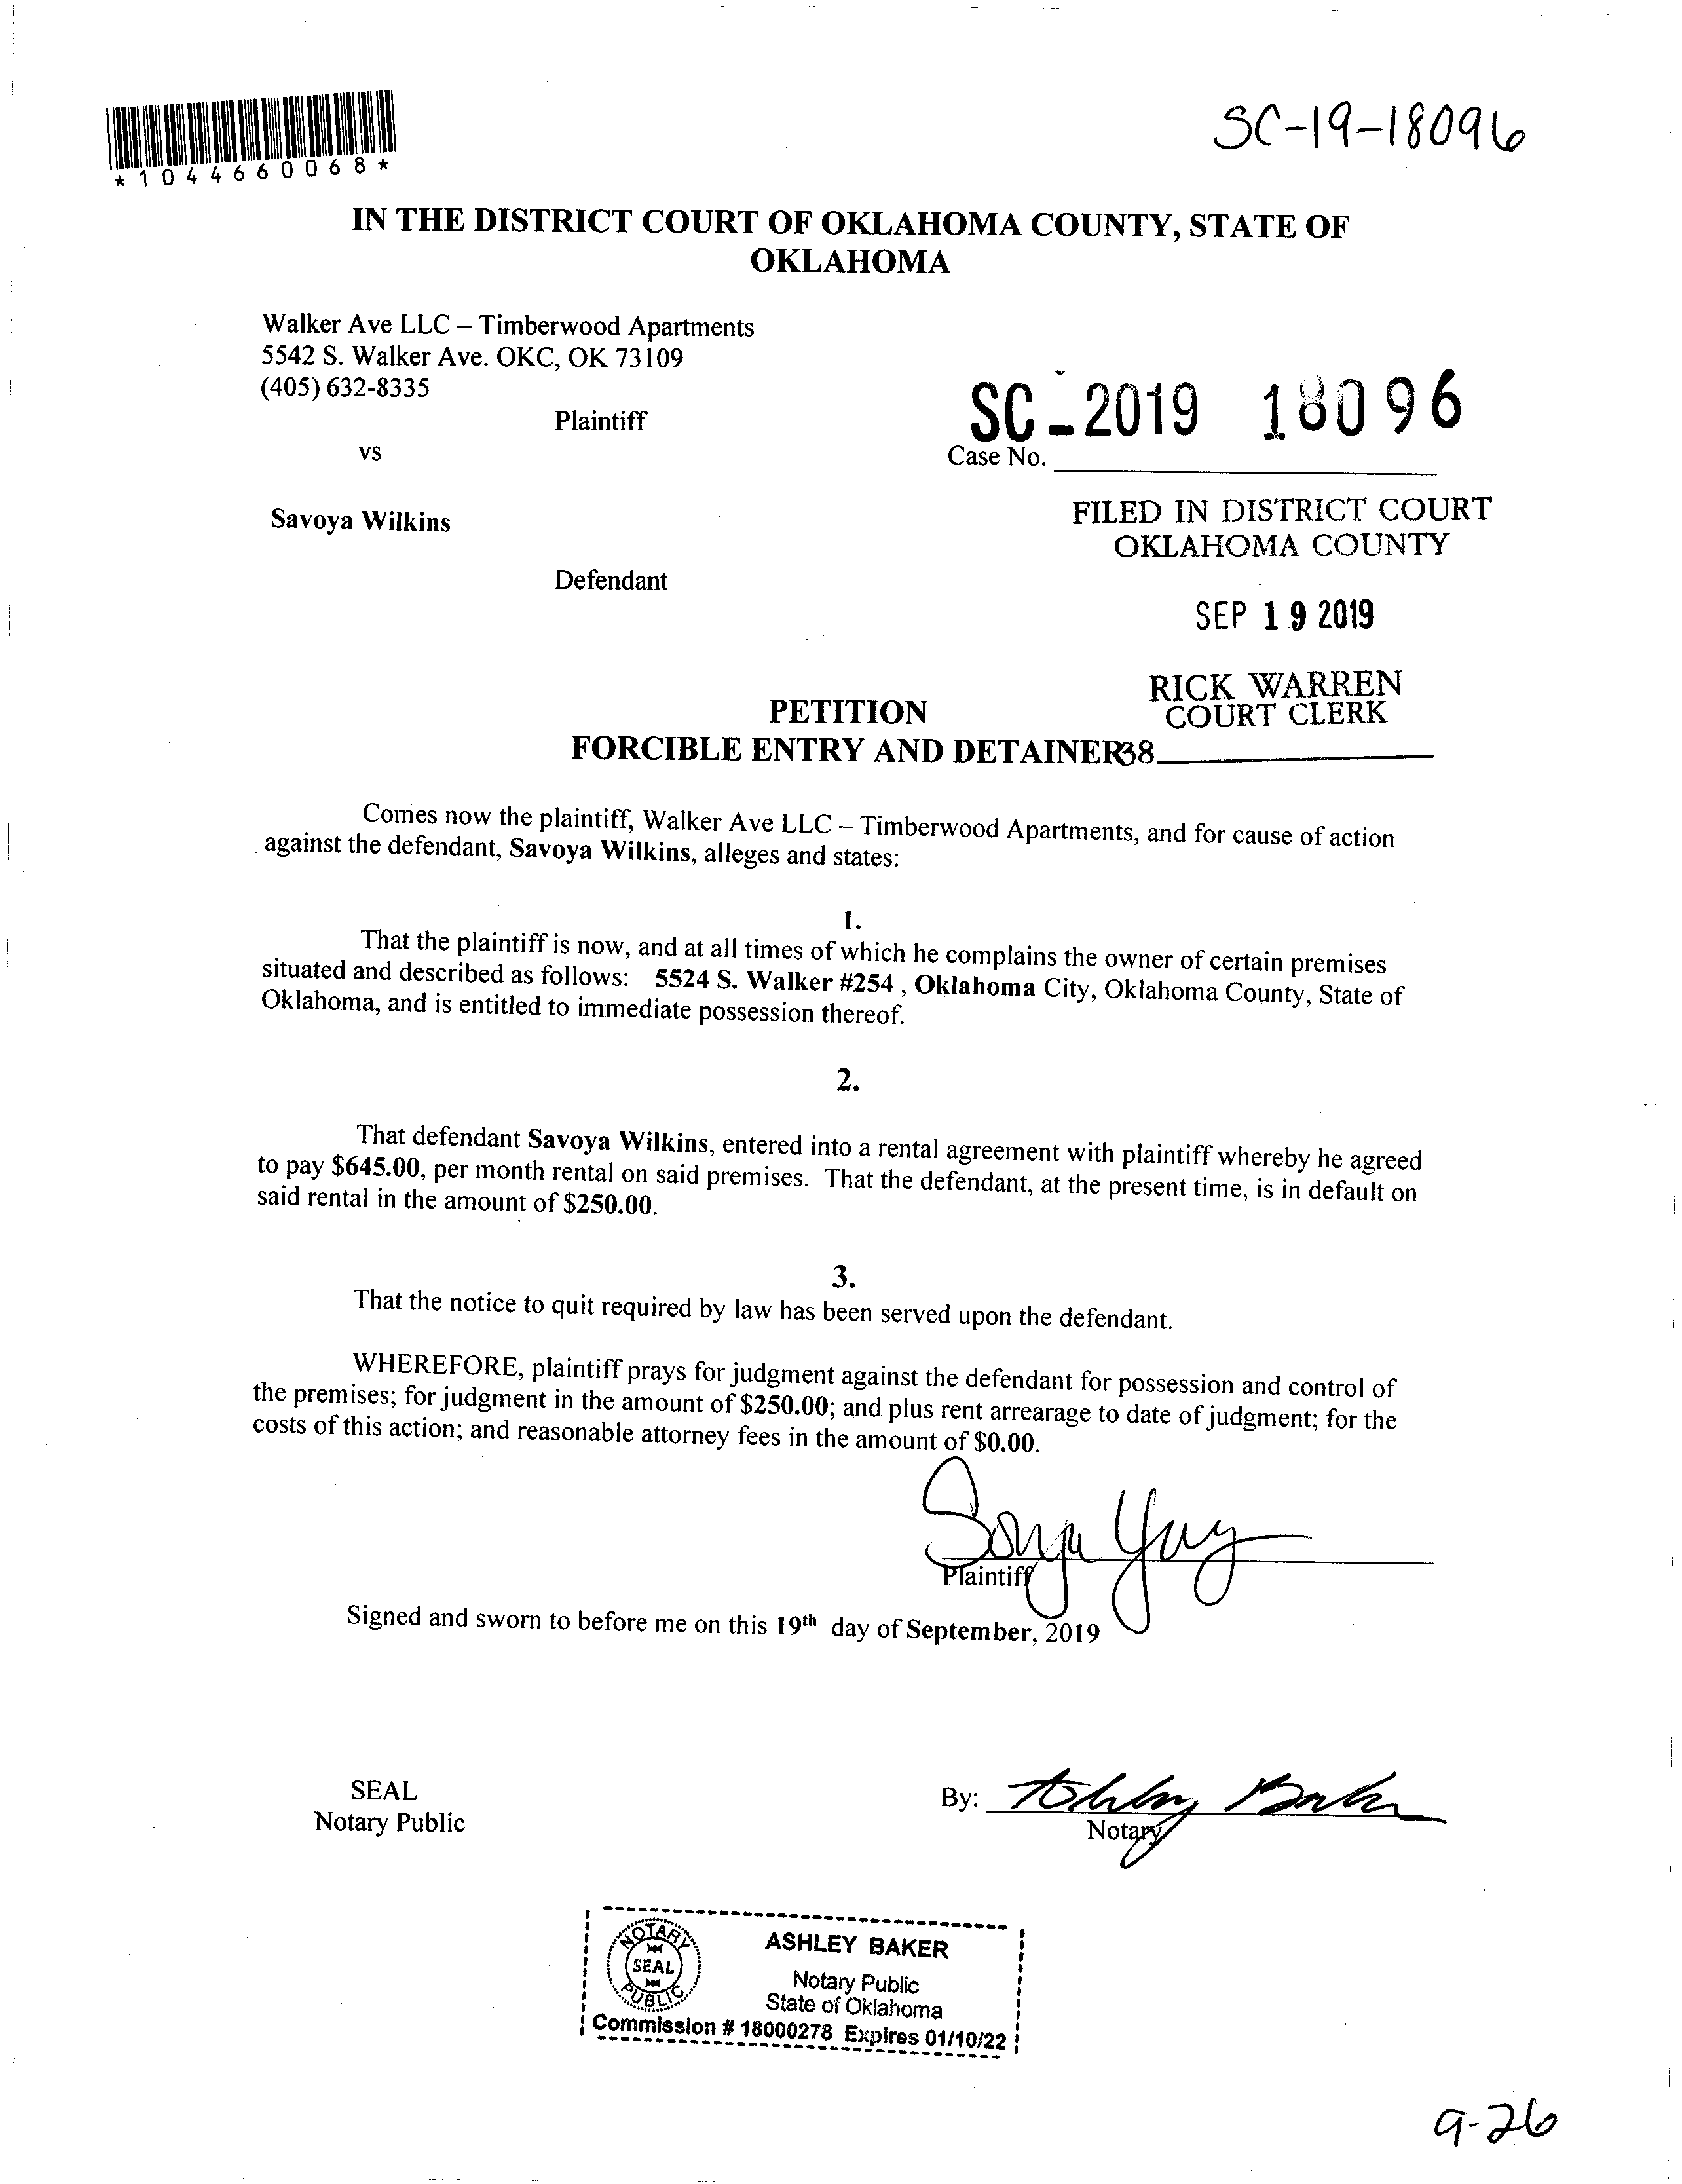 SC-19-18096
*1044660068*
IN THE DISTRICT COURT OF OKLAHOMA COUNTY, STATE OF
OKLAHOMA
Walker Ave LLC – Timberwood Apartments
5542 S. Walker Ave. OKC, OK 73109
(405) 632-8335
Plaintiff
vs
SC - 2019 18096
Case No.
Savoya Wilkins
Defendant
FILED IN DISTRICT COURT
OKLAHOMA COUNTY
SEP 19 2019
RICK WARREN
COURT CLERK
PETITION
FORCIBLE ENTRY AND DETAINER
38
Comes now the plaintiff, Walker Ave LLC – Timberwood Apartments, and for cause of action
against the defendant, Savoya Wilkins, alleges and states:
1.
That the plaintiff is now, and at all times of which he complains the owner of certain premises
situated and described as follows: 5524 S. Walker #254 , Oklahoma City, Oklahoma County, State of
Oklahoma, and is entitled to immediate possession thereof.
2.
That defendant Savoya Wilkins, entered into a rental agreement with plaintiff whereby he agreed
to pay $645.00, per month rental on said premises. That the defendant, at the present time, is in default on
said rental in the amount of $250.00.
3.
That the notice to quit required by law has been served upon the defendant.
WHEREFORE, plaintiff prays for judgment against the defendant for possession and control of
the premises; for judgment in the amount of $250.00; and plus rent arrearage to date of judgment; for the
costs of this action; and reasonable attorney fees in the amount of $0.00.
Plaintiff
Signed and sworn to before me on this 19th day of September, 2019
SEAL
Notary Public
By: Ashley Baker
Notary
NOTARY
SEAL
PUBLIC
ASHLEY BAKER
Notary Public
State of Oklahoma
Commission # 18000278 Expires 01/10/22
9-26